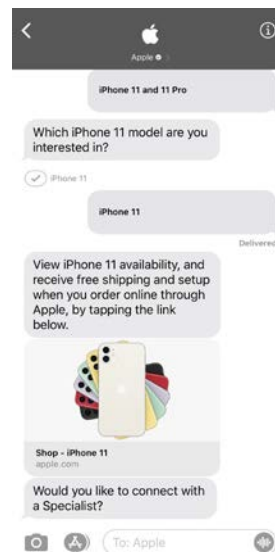 Apple
iPhone 11 and 11 Pro
Which iPhone 11 model are you
interested in?
iPhone 11
iPhone 11
Delivered
View iPhone 11 availability, and
receive free shipping and setup
when you order online through
Apple, by tapping the link
below.
Shop - iPhone 11
apple.com
Would you like to connect with
a Specialist?
To: Apple